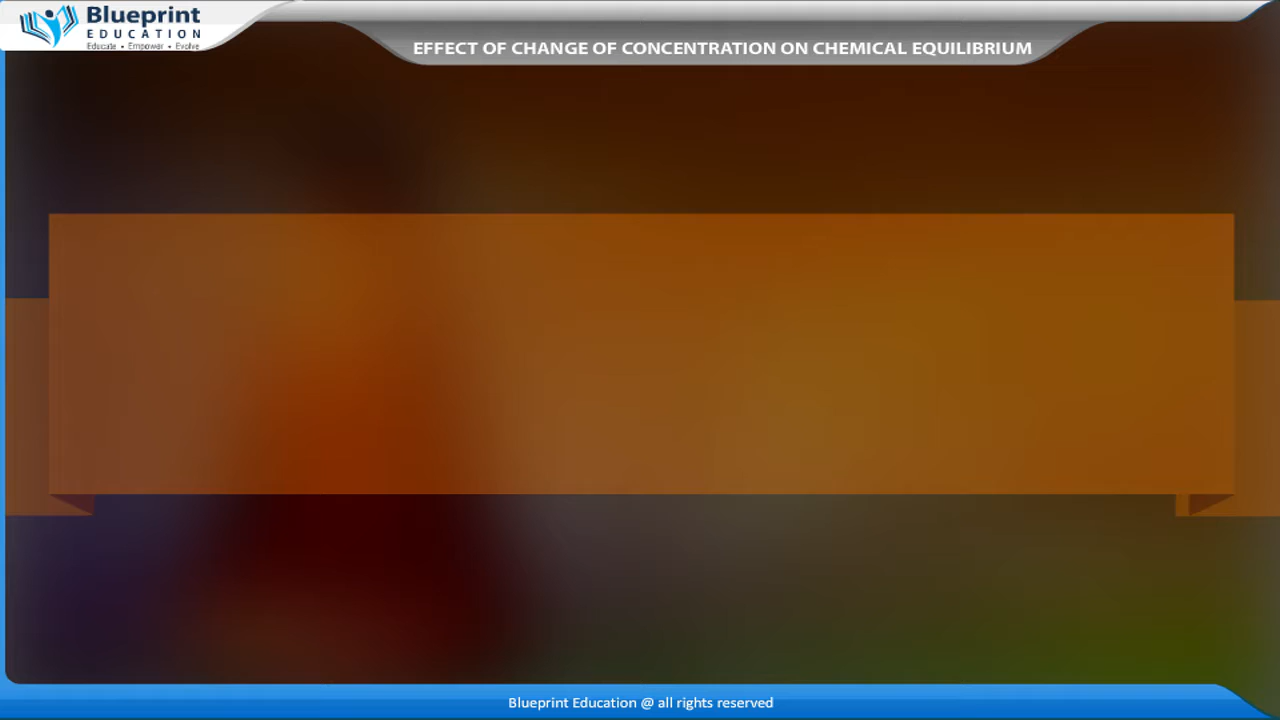 Blueprint
EDUCATION
Educate • Empower • Evolve
EFFECT OF CHANGE OF CONCENTRATION ON CHEMICAL EQUILIBRIUM
Blueprint Education @ all rights reserved